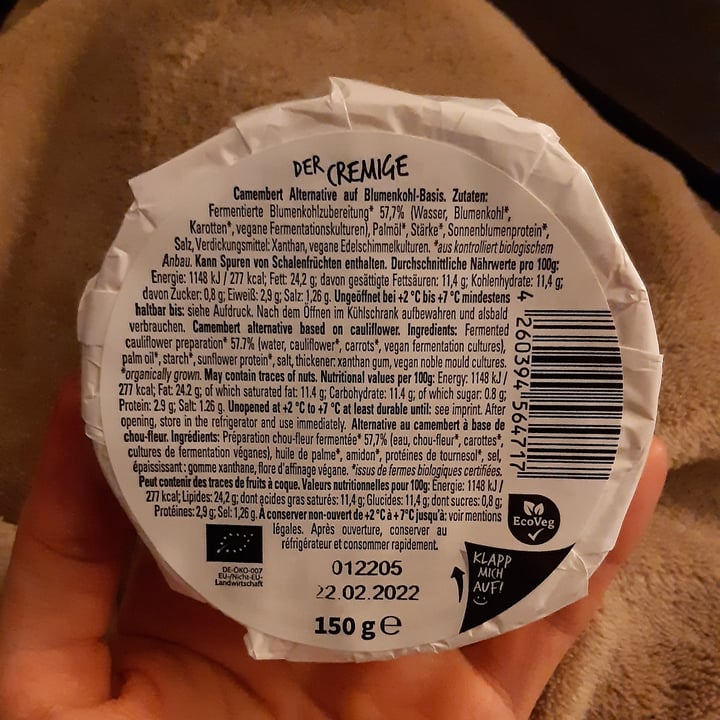 DER CREMIGE
Camembert Alternative auf Blumenkohl-Basis. Zutaten:
Fermentierte Blumenkohlzubereitung* 57,7% (Wasser, Blumenkohl*,
Karotten*, vegane Fermentationskulturen), Palmöl*, Stärke*, Sonnenblumenprotein*,
Salz, Verdickungsmittel: Xanthan, vegane Edelschimmelkulturen. *aus kontrolliert biologischem
Anbau. Kann Spuren von Schalenfrüchten enthalten. Durchschnittliche Nährwerte pro 100g:
Energie: 1148 kJ / 277 kcal; Fett: 24,2 g; davon gesättigte Fettsäuren: 11,4 g; Kohlenhydrate: 11,4 g;
davon Zucker: 0,8 g; Eiweiß: 2,9 g; Salz: 1,26 g. Ungeöffnet bei +2 °C bis +7 °C mindestens
haltbar bis: siehe Aufdruck. Nach dem Öffnen im Kühlschrank aufbewahren und alsbald
verbrauchen. Camembert alternative based on cauliflower. Ingredients: Fermented
cauliflower preparation* 57.7% (water, cauliflower*, carrots*, vegan fermentation cultures),
palm oil*, starch*, sunflower protein*, salt, thickener: xanthan gum, vegan noble mould cultures.
*organically grown. May contain traces of nuts. Nutritional values per 100g: Energy: 1148 kJ /
277 kcal; Fat: 24.2 g; of which saturated fat: 11.4 g; Carbohydrate: 11.4 g; of which sugar: 0.8 g;
Protein: 2.9 g; Salt: 1.26 g. Unopened at +2 °C to +7 °C at least durable until: see imprint. After
opening, store in the refrigerator and use immediately. Alternative au camembert à base de
chou-fleur. Ingrédients: Préparation chou-fleur fermentée* 57,7% (eau, chou-fleur*, carottes*,
cultures de fermentation véganes), huile de palme*, amidon*, protéines de tournesol*, sel,
épaississant : gomme xanthane, flore d'affinage végane. *issus de fermes biologiques certifiées.
Peut contenir des traces de fruits à coque. Valeurs nutritionnelles pour 100g: Energie: 1148 kJ /
277 kcal; Lipides: 24,2 g; dont acides gras saturés: 11,4 g; Glucides: 11,4 g; dont sucres: 0,8 g;
Protéines: 2,9 g; Sel: 1,26 g. A conserver non-ouvert de +2 °C à +7 °C jusqu'à: voir mentions
légales. Après ouverture, conserver au
réfrigérateur et consommer rapidement.
4 260394 564717
EcoVeg
DE-ÖKO-007
EU-/Nicht-EU-
Landwirtschaft
012205
22.02.2022
150 g e
KLAPP
MICH
AUF!